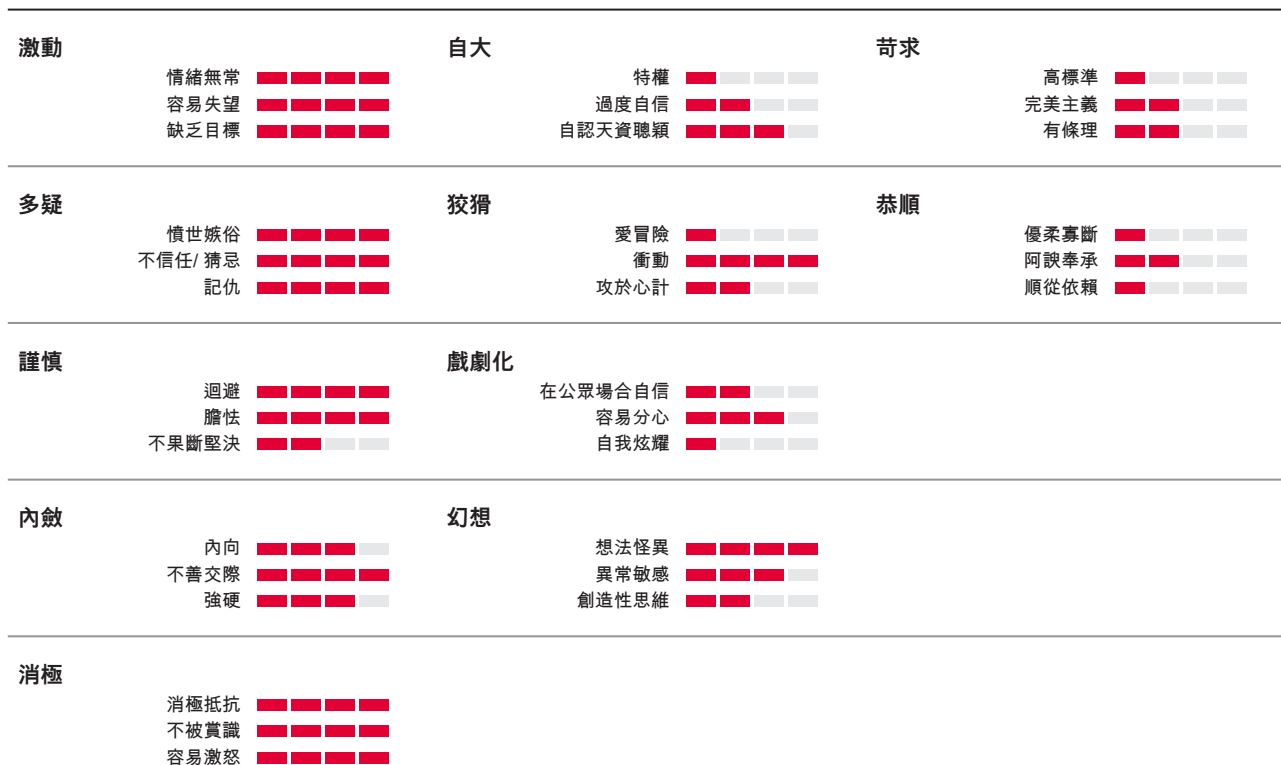 激動
情緒無常
容易失望
缺乏目標
自大
特權
過度自信
自認天資聰穎
苛求
高標準
完美主義
有條理
多疑
憤世嫉俗
不信任/ 猜忌
記仇
狡猾
愛冒險
衝動
攻於心計
恭順
優柔寡斷
阿諛奉承
順從依賴
謹慎
迴避
膽怯
不果斷堅決
戲劇化
在公眾場合自信
容易分心
自我炫耀
內斂
內向
不善交際
強硬
幻想
想法怪異
異常敏感
創造性思維
消極
消極抵抗
不被賞識
容易激怒